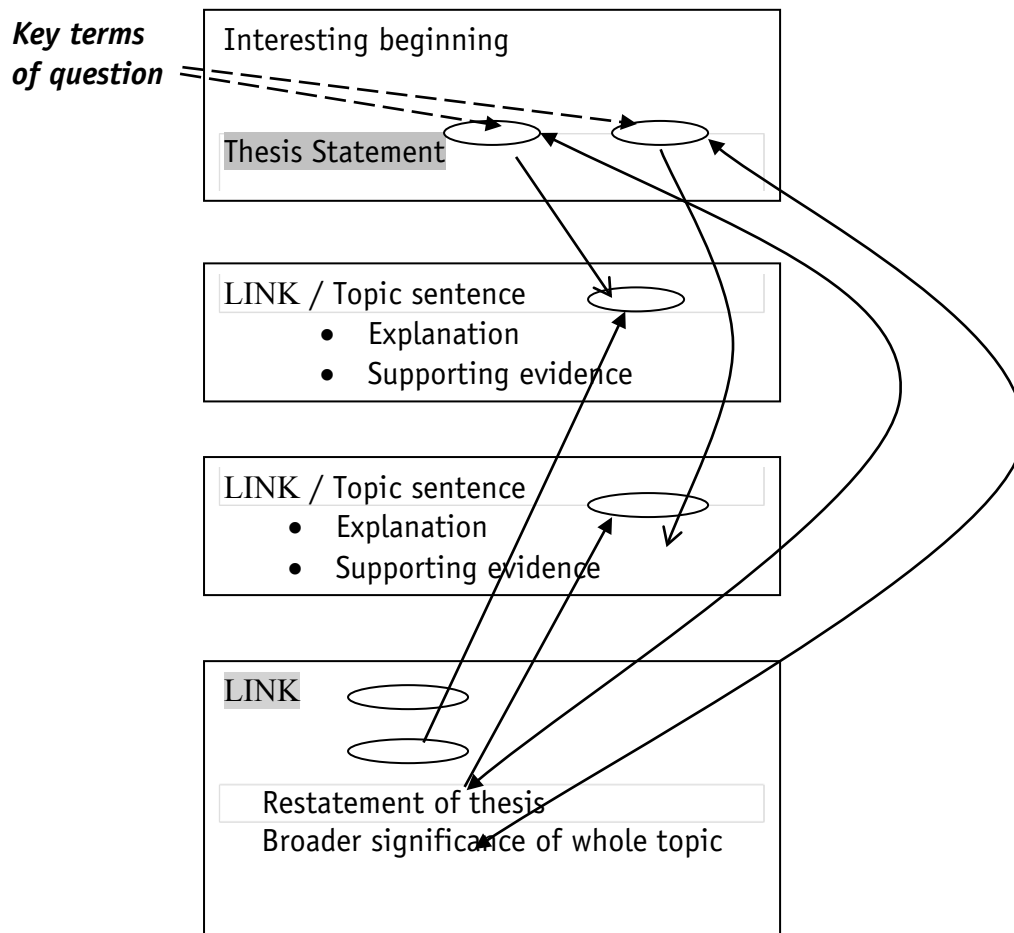 Key terms
of question
Interesting beginning
Thesis Statement
LINK / Topic sentence
• Explanation
• Supporting evidence
LINK / Topic sentence
• Explanation
• Supporting evidence
LINK
Restatement of thesis
Broader significance of whole topic